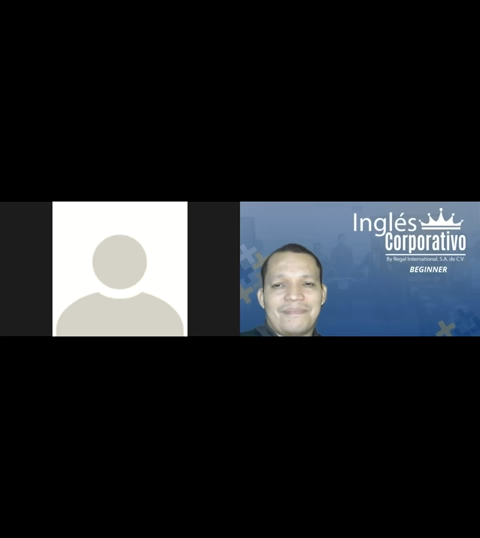 Inglés
Corporativo
By Regal International, S.A. de C.V.
BEGINNER